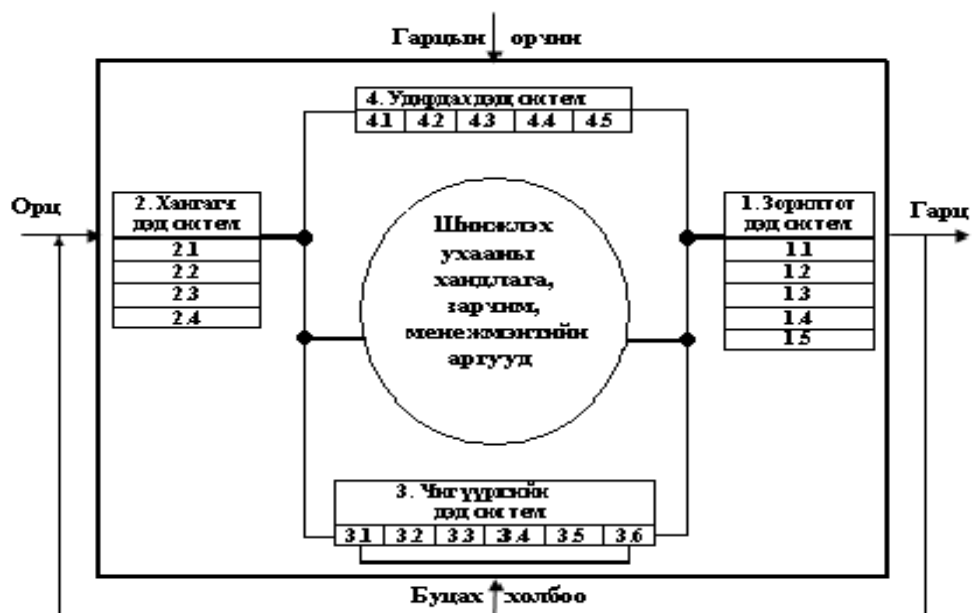 Гарцын орчин
4. Удирдах дэд систем
4.1 4.2 4.3 4.4 4.5
Орц
2. Хангагч
дэд систем
2.1
2.2
2.3
2.4
Шинжлэх
ухааны
хандлага,
зарчим,
менежмэнтийн
аргууд
1. Зорилтот
дэд систем
1.1
1.2
1.3
1.4
1.5
Гарц
3. Чиг үүргийн
дэд систем
3.1 3.2 3.3 3.4 3.5 3.6
Буцах холбоо